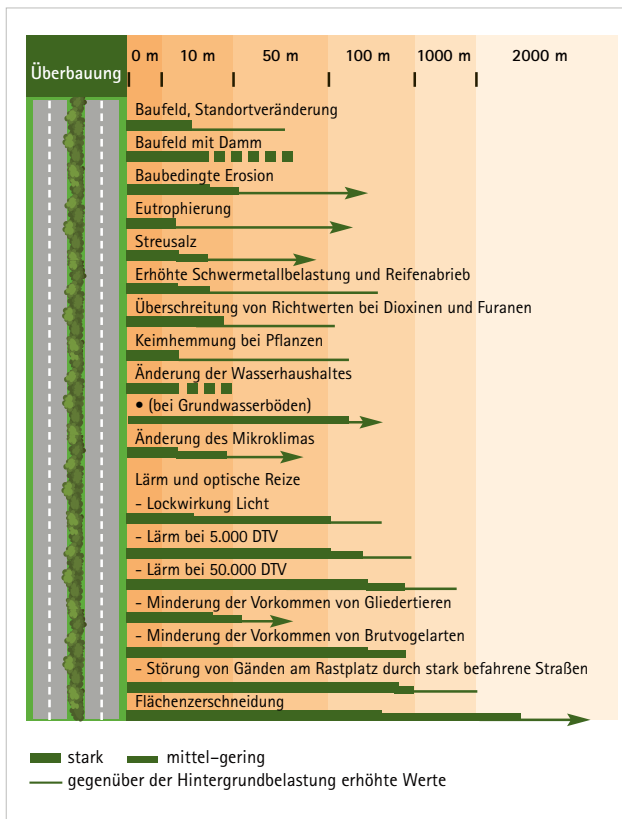 Überbauung
0 m 10 m 50 m 100 m 1000 m 2000 m
Baufeld, Standortveränderung
Baufeld mit Damm
Baubedingte Erosion
Eutrophierung
Streusalz
Erhöhte Schwermetallbelastung und Reifenabrieb
Überschreitung von Richtwerten bei Dioxinen und Furanen
Keimhemmung bei Pflanzen
Änderung der Wasserhaushaltes
• (bei Grundwasserböden)
Änderung des Mikroklimas
Lärm und optische Reize
- Lockwirkung Licht
- Lärm bei 5.000 DTV
- Lärm bei 50.000 DTV
- Minderung der Vorkommen von Gliedertieren
- Minderung der Vorkommen von Brutvogelarten
- Störung von Gänden am Rastplatz durch stark befahrene Straßen
Flächenzerschneidung
stark mittel-gering
gegenüber der Hintergrundbelastung erhöhte Werte